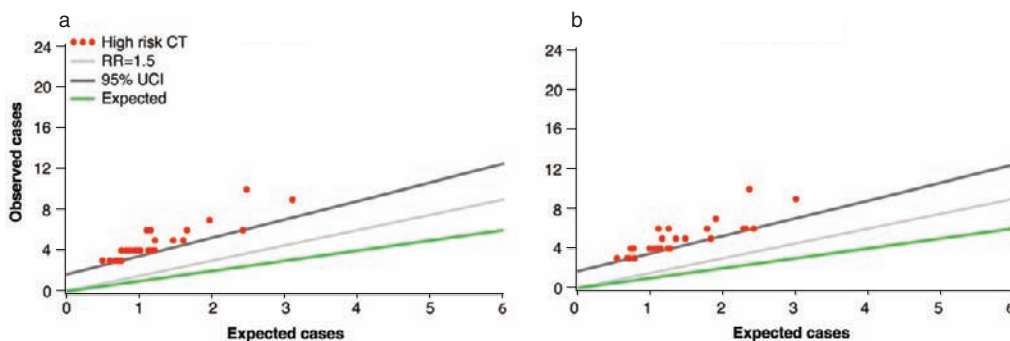 a
High risk CT
RR=1.5
95% UCI
Expected
Observed cases
24
20
16
12
8
4
0
0 1 2 3 4 5 6
Expected cases
b
24
20
16
12
8
4
0
0 1 2 3 4 5 6
Expected cases